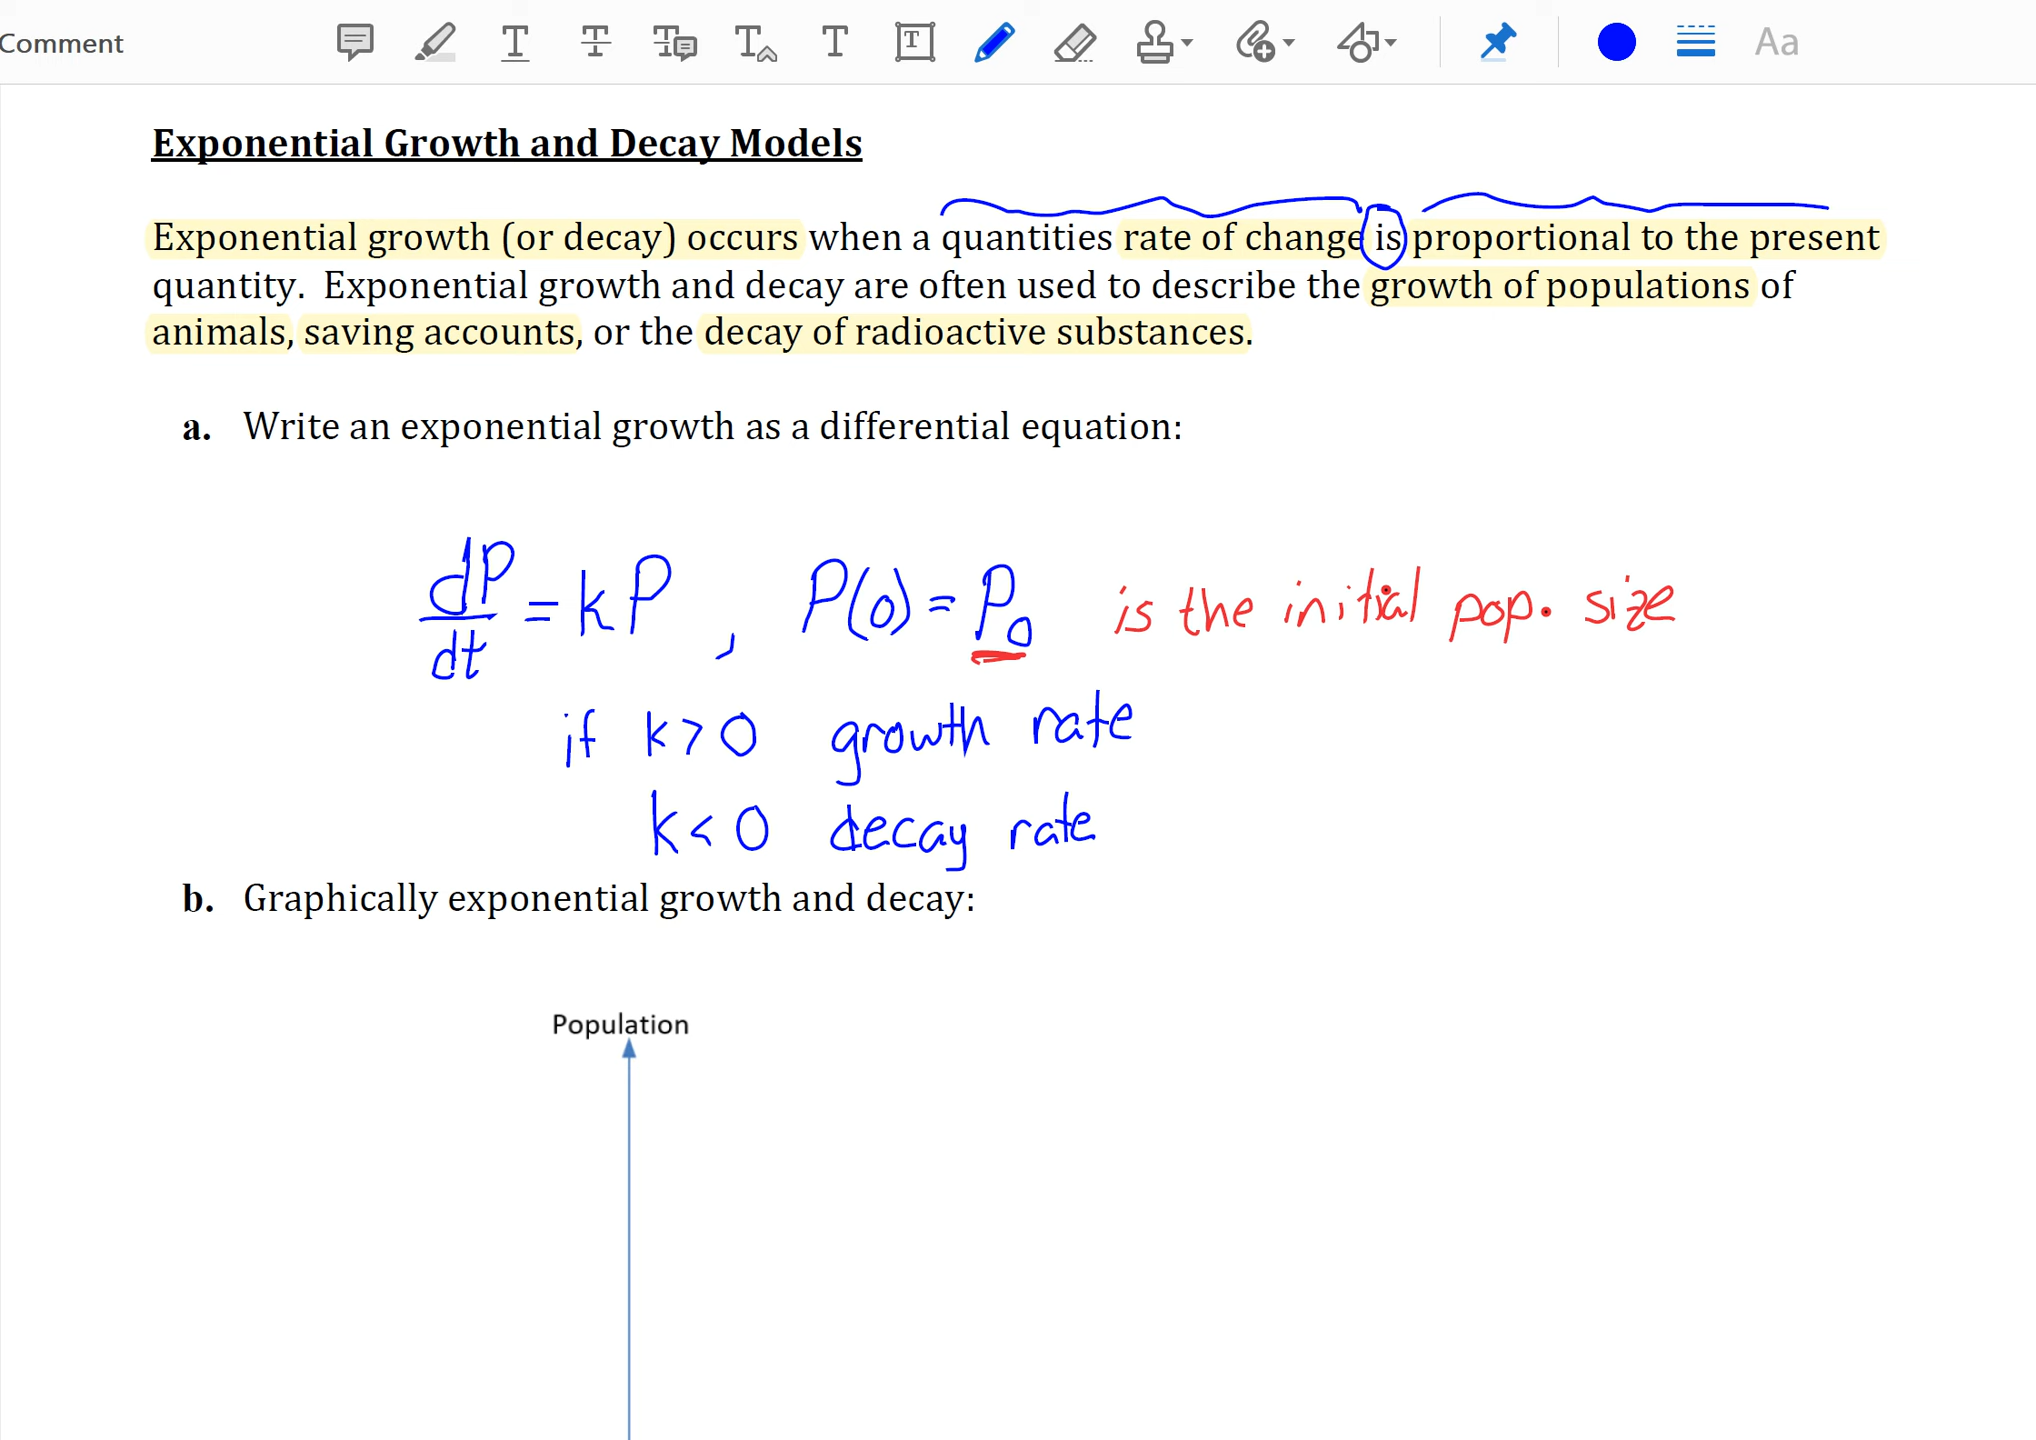 Comment Aa
Exponential Growth and Decay Models
Exponential growth (or decay) occurs when a quantities rate of change is proportional to the present
quantity. Exponential growth and decay are often used to describe the growth of populations of
animals, saving accounts, or the decay of radioactive substances.
a. Write an exponential growth as a differential equation:
dP/dt = kP , P(0) = P₀ is the initial pop. size
if k > 0 growth rate
k < 0 decay rate
b. Graphically exponential growth and decay:
Population